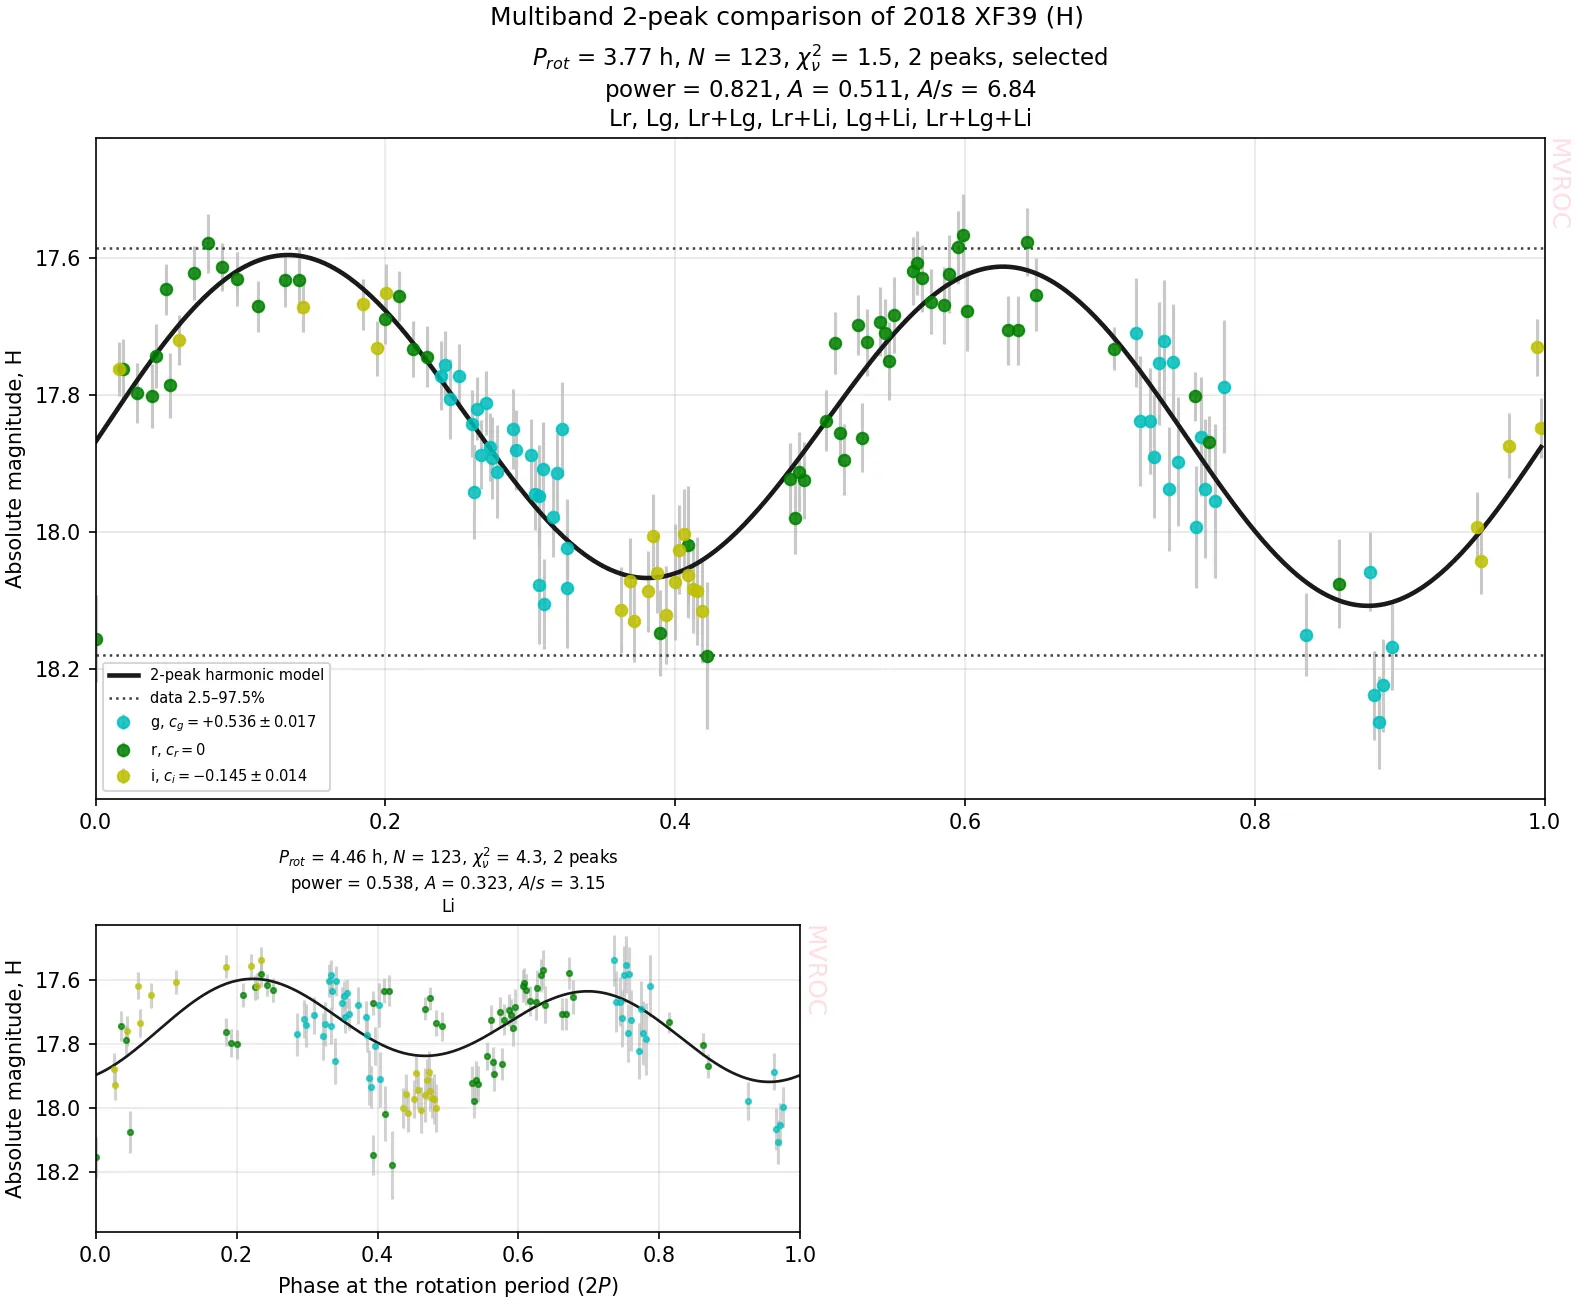 Multiband 2-peak comparison of 2018 XF39 (H)
P_rot = 3.77 h, N = 123, χ²_ν = 1.5, 2 peaks, selected
power = 0.821, A = 0.511, A/s = 6.84
Lr, Lg, Lr+Lg, Lr+Li, Lg+Li, Lr+Lg+Li
MVROC
Absolute magnitude, H
17.6
17.8
18.0
18.2
2-peak harmonic model
data 2.5–97.5%
g, c_g = +0.536 ± 0.017
r, c_r = 0
i, c_i = −0.145 ± 0.014
0.0 0.2 0.4 0.6 0.8 1.0
P_rot = 4.46 h, N = 123, χ²_ν = 4.3, 2 peaks
power = 0.538, A = 0.323, A/s = 3.15
Li
MVROC
Absolute magnitude, H
17.6
17.8
18.0
18.2
0.0 0.2 0.4 0.6 0.8 1.0
Phase at the rotation period (2P)